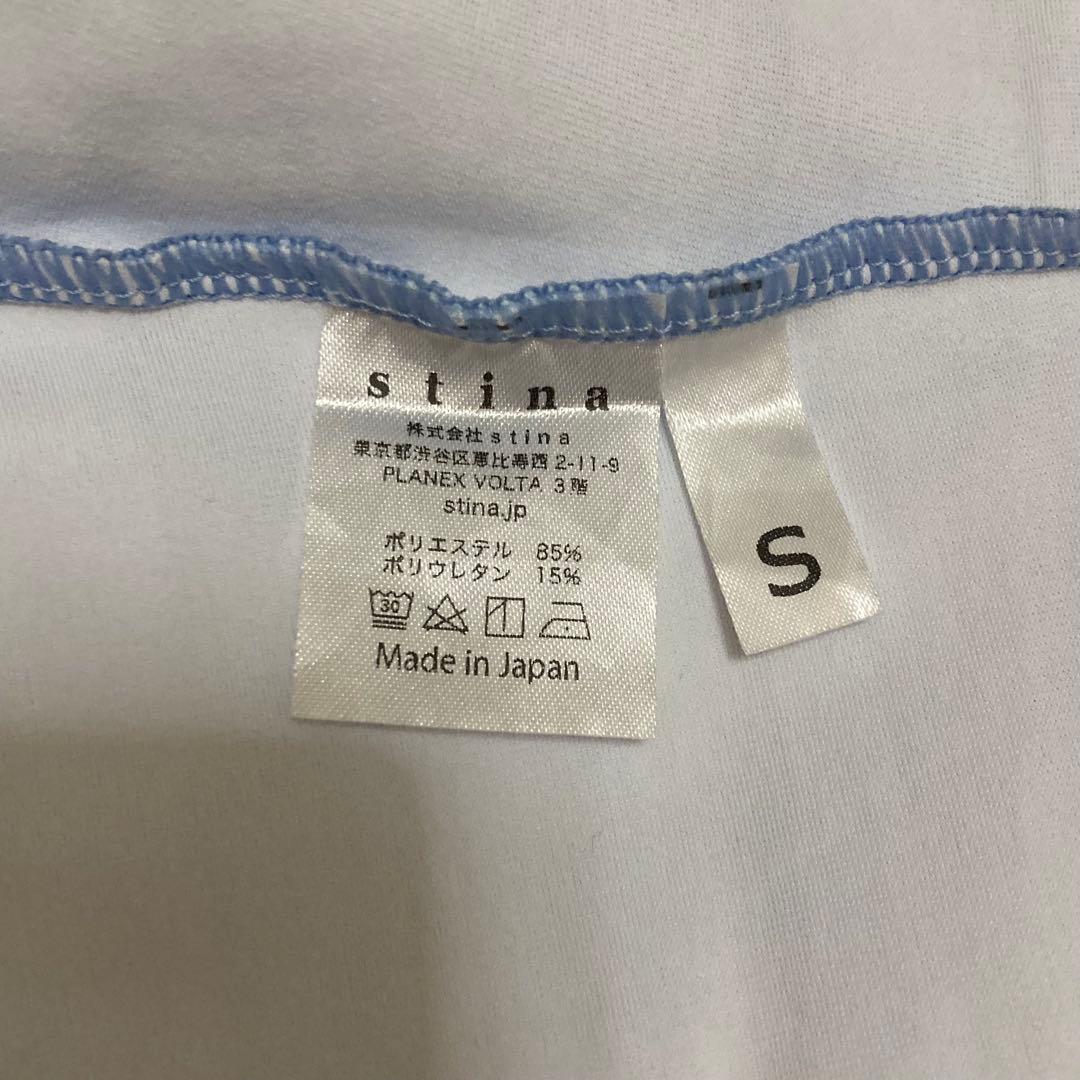 stina
株式会社stina
東京都渋谷区恵比寿西2-11-9
PLANEX VOLTA 3階
stina.jp
ポリエステル 85%
ポリウレタン 15%
30
Made in Japan
S